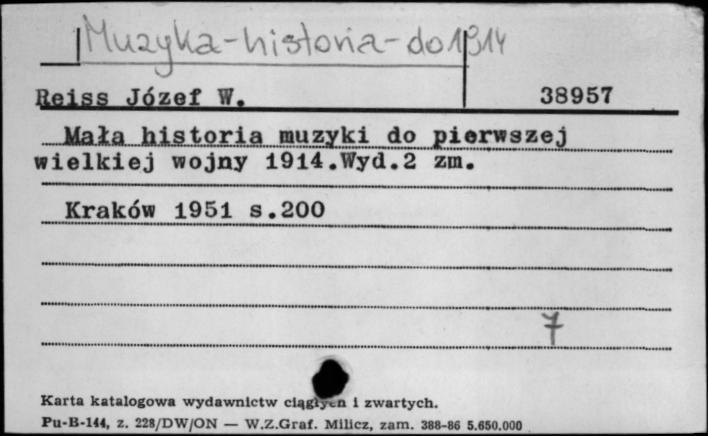 Muzyka-historia-do1914
Reiss Józef W. 38957
Mała historia muzyki do pierwszej
wielkiej wojny 1914.Wyd.2 zm.
Kraków 1951 s.200
7
Karta katalogowa wydawnictw ciągłych i zwartych.
Pu-B-144, z. 228/DW/ON — W.Z.Graf. Milicz, zam. 388-86 5.650.000